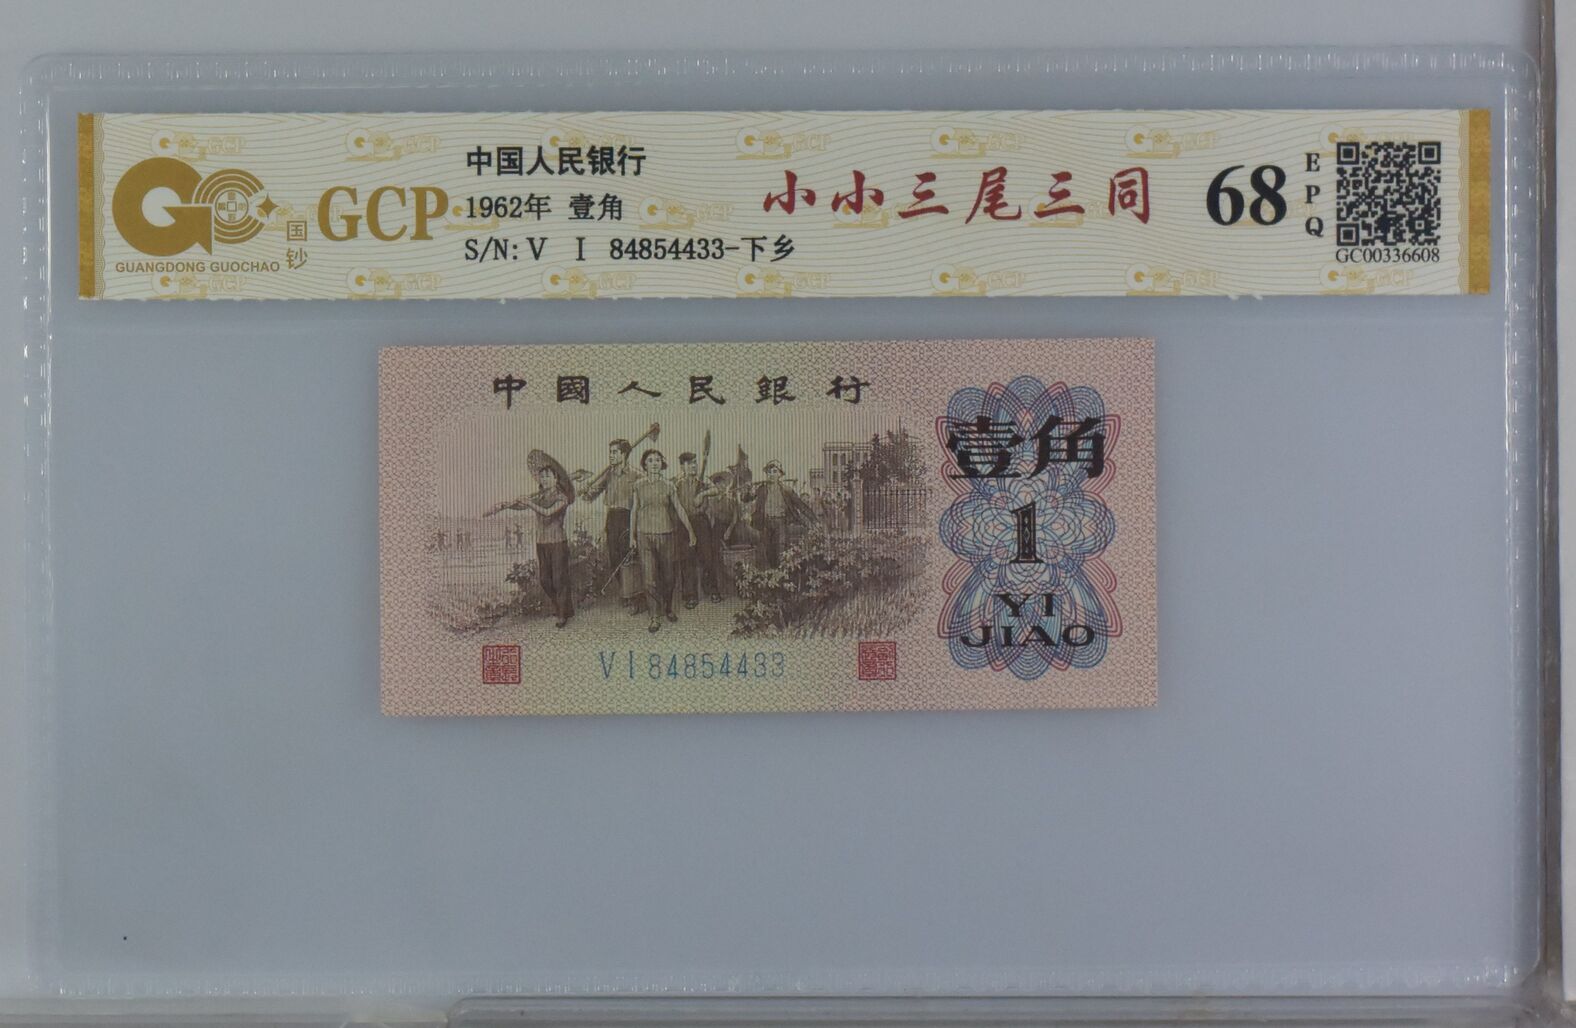 GCP
GUANGDONG GUOCHAO
国钞
中国人民银行
1962年 壹角
S/N: V I 84854433-下乡
小小三尾三同
68
EPQ
GC00336608
中國人民銀行
壹角
1
YI
JIAO
VI84854433